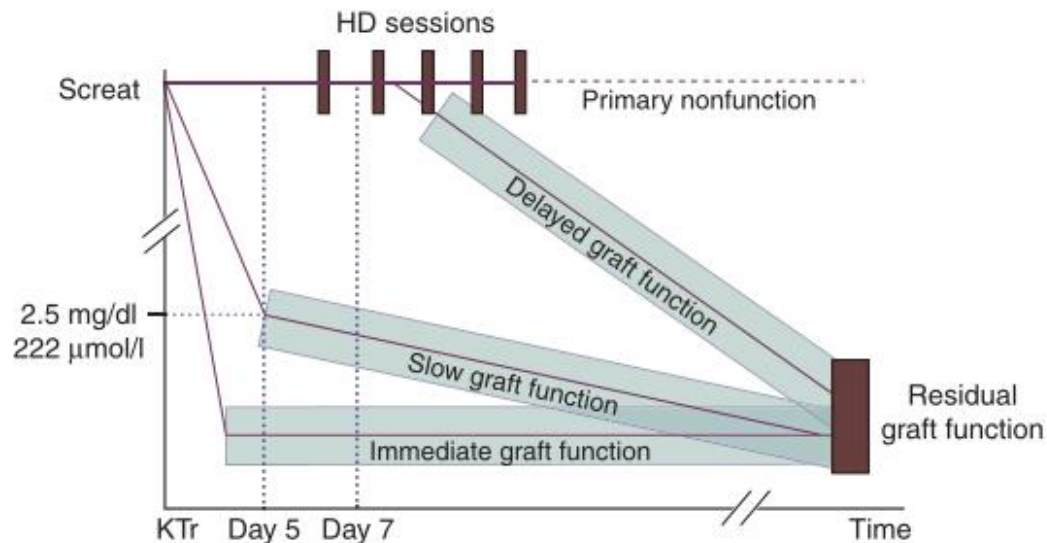 HD sessions
Screat
Primary nonfunction
Delayed graft function
2.5 mg/dl
222 μmol/l
Slow graft function
Residual
graft function
Immediate graft function
KTr Day 5 Day 7 Time